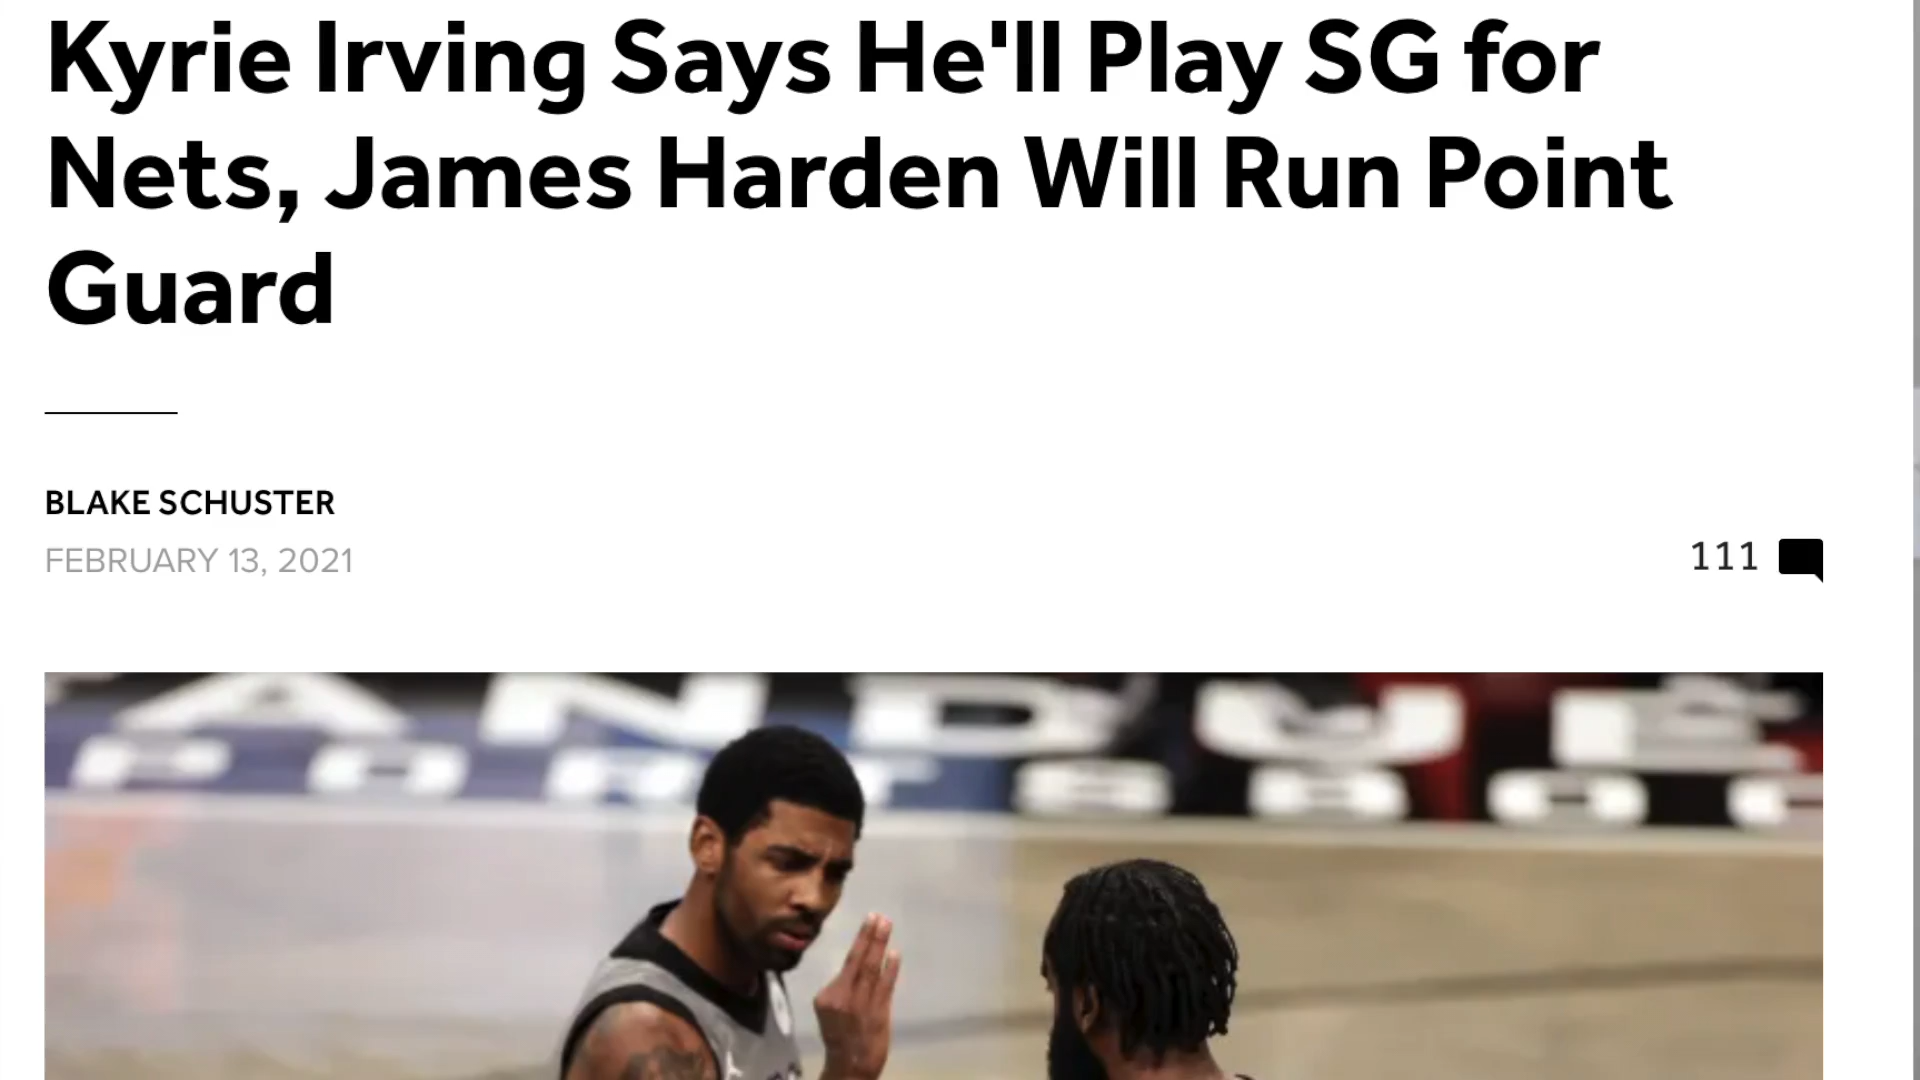 Kyrie Irving Says He'll Play SG for
Nets, James Harden Will Run Point
Guard
BLAKE SCHUSTER
FEBRUARY 13, 2021
111